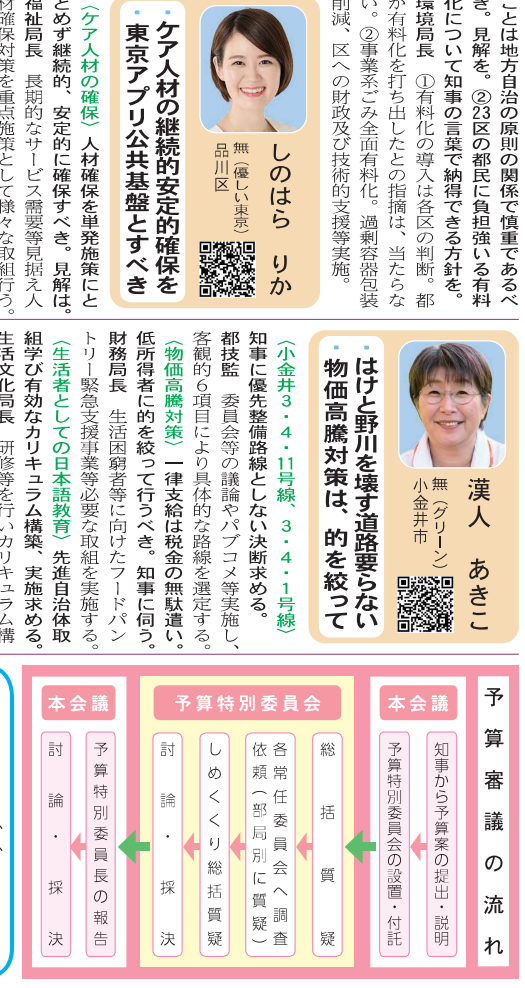 ことは地方自治の原則の関係で慎重であるべ
き。見解を。②23区の都民に負担強いる有料
化について知事の言葉で納得できる方針を。
環境局長　①有料化の導入は各区の判断。都
が有料化を打ち出したとの指摘は、当たらな
い。②事業系ごみ全面有料化。過剰容器包装
削減、区への財政及び技術的支援等実施。
しのはら　りか
無（優しい東京）
品川区
ケア人材の継続的安定的確保を
東京アプリ公共基盤とすべき
〈ケア人材の確保〉人材確保を単発施策にと
とめず継続的、安定的に確保すべき。見解は。
福祉局長　長期的なサービス需要等見据え人
材確保対策を重点施策として様々な取組行う。
漢人　あきこ
無（グリーン）
小金井市
はけと野川を壊す道路要らない
物価高騰対策は、的を絞って
〈小金井3・4・11号線、3・4・1号線〉
知事に優先整備路線としない決断求める。
都技監　委員会等の議論やパブコメ等実施し、
客観的6項目により具体的な路線を選定する。
〈物価高騰対策〉一律支給は税金の無駄遣い。
低所得者に的を絞って行うべき。知事に伺う。
財務局長　生活困窮者等に向けたフードパン
トリー緊急支援事業等必要な取組を実施する。
〈生活者としての日本語教育〉先進自治体取
組学び有効なカリキュラム構築、実施求める。
生活文化局長　研修等を行いカリキュラム構
予算審議の流れ
本会議
知事から予算案の提出・説明
予算特別委員会の設置・付託
予算特別委員会
総括質疑
各常任委員会へ調査
依頼（部局別に質疑）
しめくくり総括質疑
討論・採決
本会議
予算特別委員長の報告
討論・採決